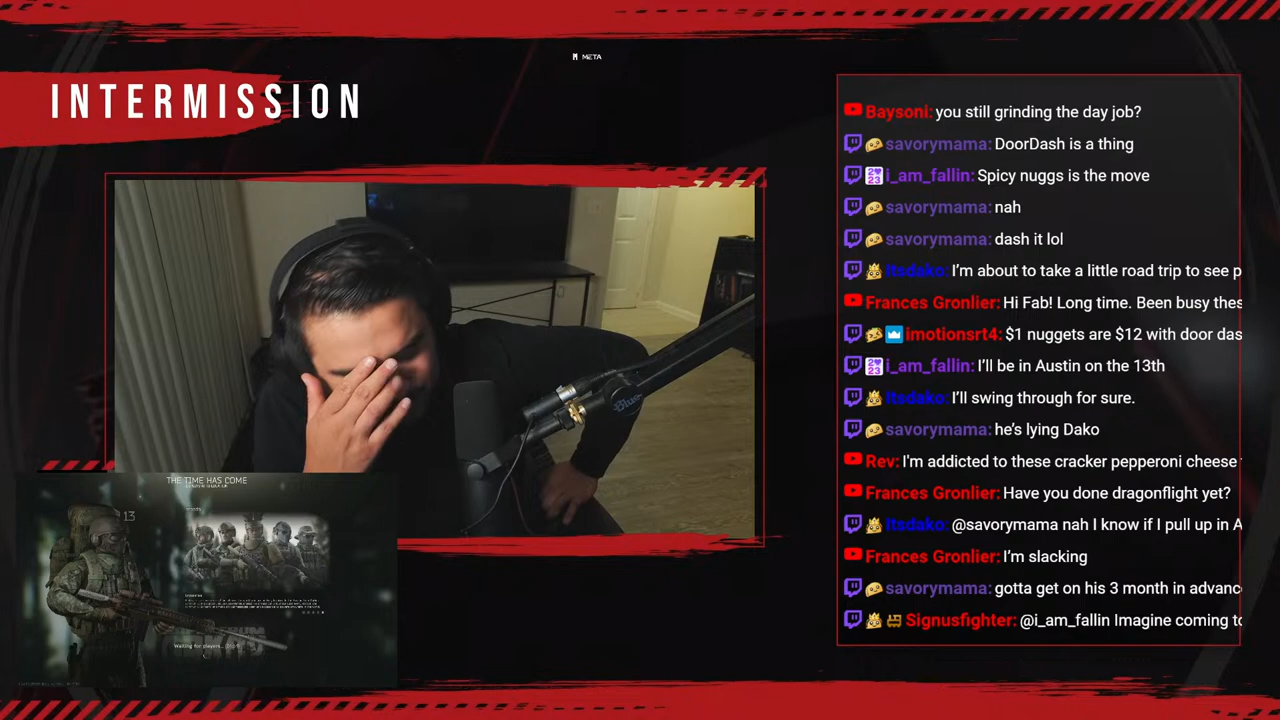 META
INTERMISSION
Baysoni: you still grinding the day job?
savorymama: DoorDash is a thing
i_am_fallin: Spicy nuggs is the move
savorymama: nah
savorymama: dash it lol
Itsdako: I'm about to take a little road trip to see p
Frances Gronlier: Hi Fab! Long time. Been busy thes
imotionsrt4: $1 nuggets are $12 with door das
i_am_fallin: I'll be in Austin on the 13th
Itsdako: I'll swing through for sure.
savorymama: he's lying Dako
Rev: I'm addicted to these cracker pepperoni cheese
Frances Gronlier: Have you done dragonflight yet?
Itsdako: @savorymama nah I know if I pull up in A
Frances Gronlier: I'm slacking
savorymama: gotta get on his 3 month in advanc
Signusfighter: @i_am_fallin Imagine coming to
Blue
THE TIME HAS COME
13
Waiting for players...